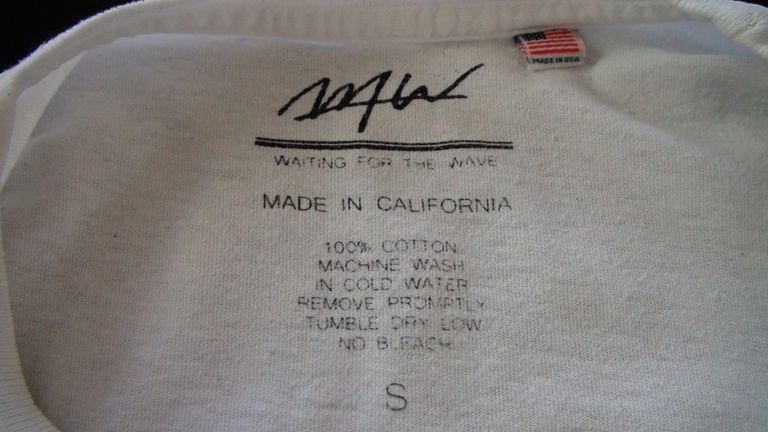 MADE IN USA
WAITING FOR THE WAVE
MADE IN CALIFORNIA
100% COTTON
MACHINE WASH
IN COLD WATER
REMOVE PROMPTLY
TUMBLE DRY LOW
NO BLEACH
S